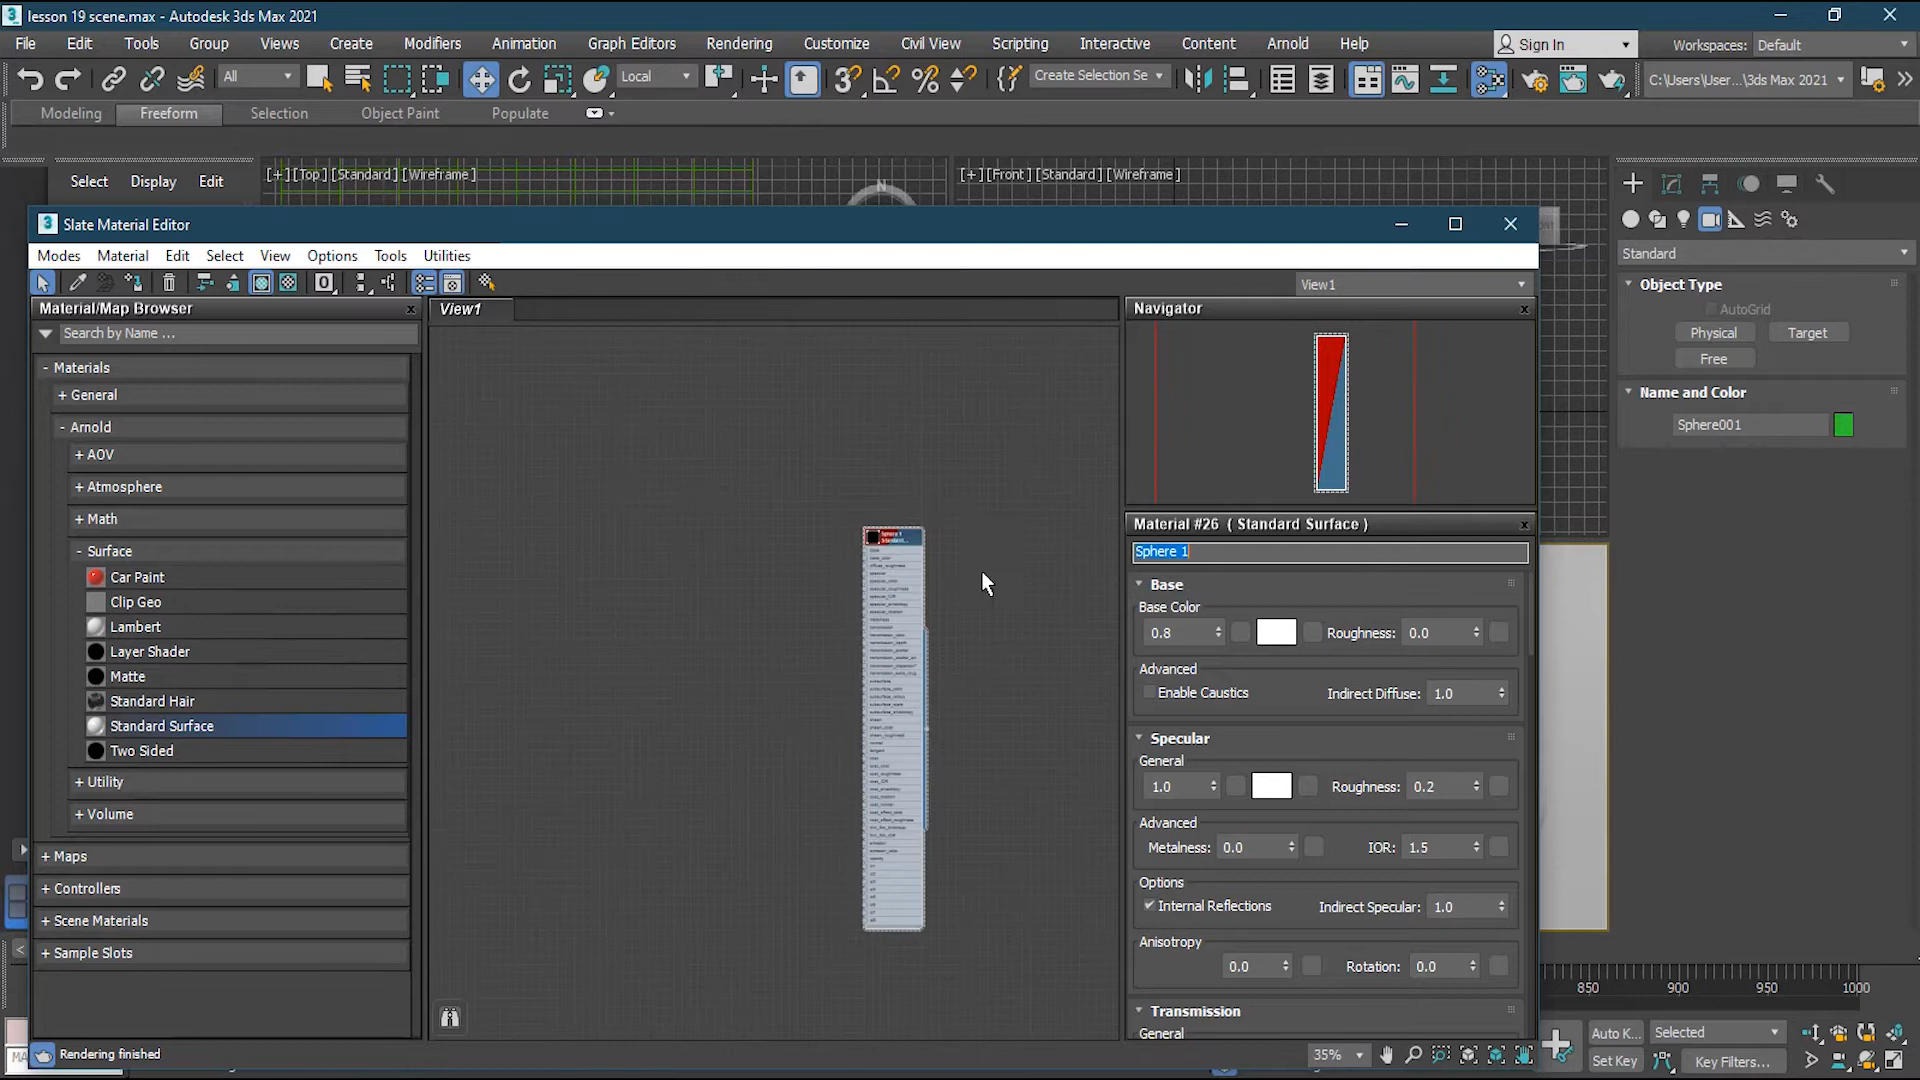 lesson 19 scene.max - Autodesk 3ds Max 2021
File Edit Tools Group Views Create Modifiers Animation Graph Editors Rendering Customize Civil View Scripting Interactive Content Arnold Help Sign In Workspaces: Default
All Local Create Selection Se C:\Users\User...\3ds Max 2021
Modeling Freeform Selection Object Paint Populate
Select Display Edit [+][Top][Standard][Wireframe] [+][Front][Standard][Wireframe]
N
Slate Material Editor
Modes Material Edit Select View Options Tools Utilities
View1
Material/Map Browser
Search by Name ...
- Materials
+ General
- Arnold
+ AOV
+ Atmosphere
+ Math
- Surface
Car Paint
Clip Geo
Lambert
Layer Shader
Matte
Standard Hair
Standard Surface
Two Sided
+ Utility
+ Volume
+ Maps
+ Controllers
+ Scene Materials
+ Sample Slots
View1
Sphere 1
Navigator
Material #26 ( Standard Surface )
Sphere 1
Base
Base Color
0.8 Roughness: 0.0
Advanced
Enable Caustics Indirect Diffuse: 1.0
Specular
General
1.0 Roughness: 0.2
Advanced
Metalness: 0.0 IOR: 1.5
Options
Internal Reflections Indirect Specular: 1.0
Anisotropy
0.0 Rotation: 0.0
Transmission
General
Rendering finished
35%
Standard
Object Type
AutoGrid
Physical Target
Free
Name and Color
Sphere001
850 900 950 1000
Auto K... Selected
Set Key Key Filters...